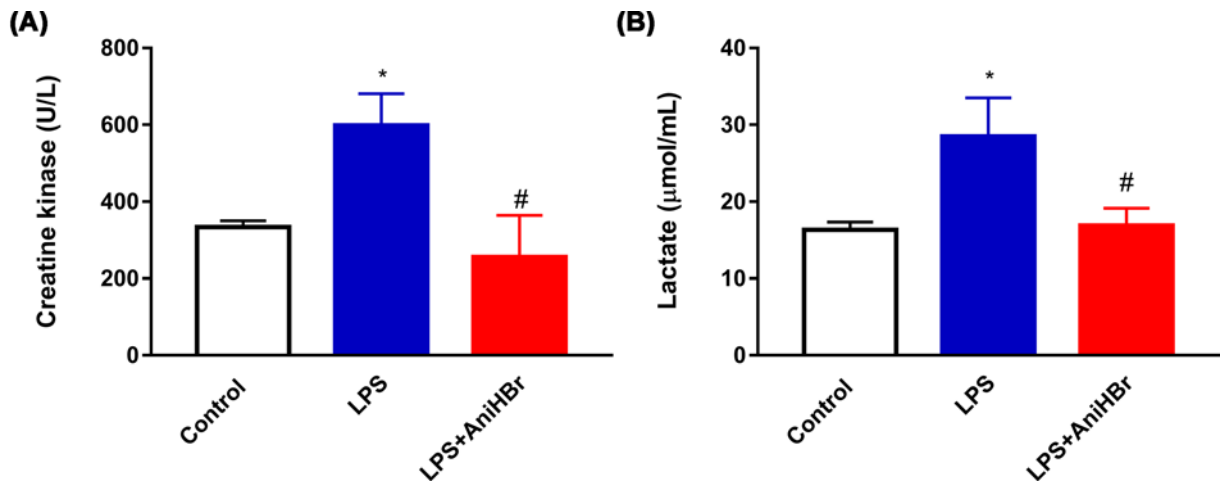 (A)
Creatine kinase (U/L)
800
600
400
200
0
*
#
Control
LPS
LPS+AniHBr
(B)
Lactate (μmol/mL)
40
30
20
10
0
*
#
Control
LPS
LPS+AniHBr